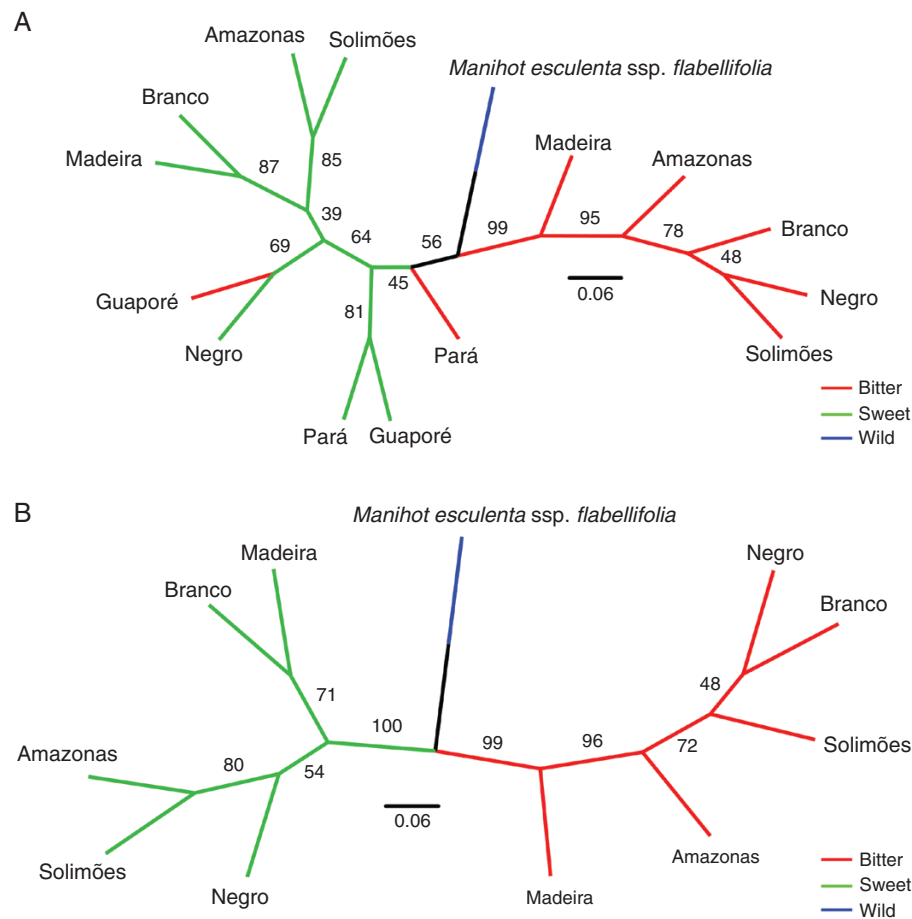 A
Amazonas
Solimões
Manihot esculenta ssp. flabellifolia
Branco
Madeira
Madeira
Amazonas
87
85
99
95
78
Branco
39
69
64
56
48
45
0.06
Guaporé
81
Negro
Negro
Pará
Solimões
Pará
Guaporé
Bitter
Sweet
Wild
B
Manihot esculenta ssp. flabellifolia
Madeira
Negro
Branco
Branco
71
48
100
99
96
72
Solimões
Amazonas
80
54
0.06
Solimões
Amazonas
Negro
Madeira
Bitter
Sweet
Wild